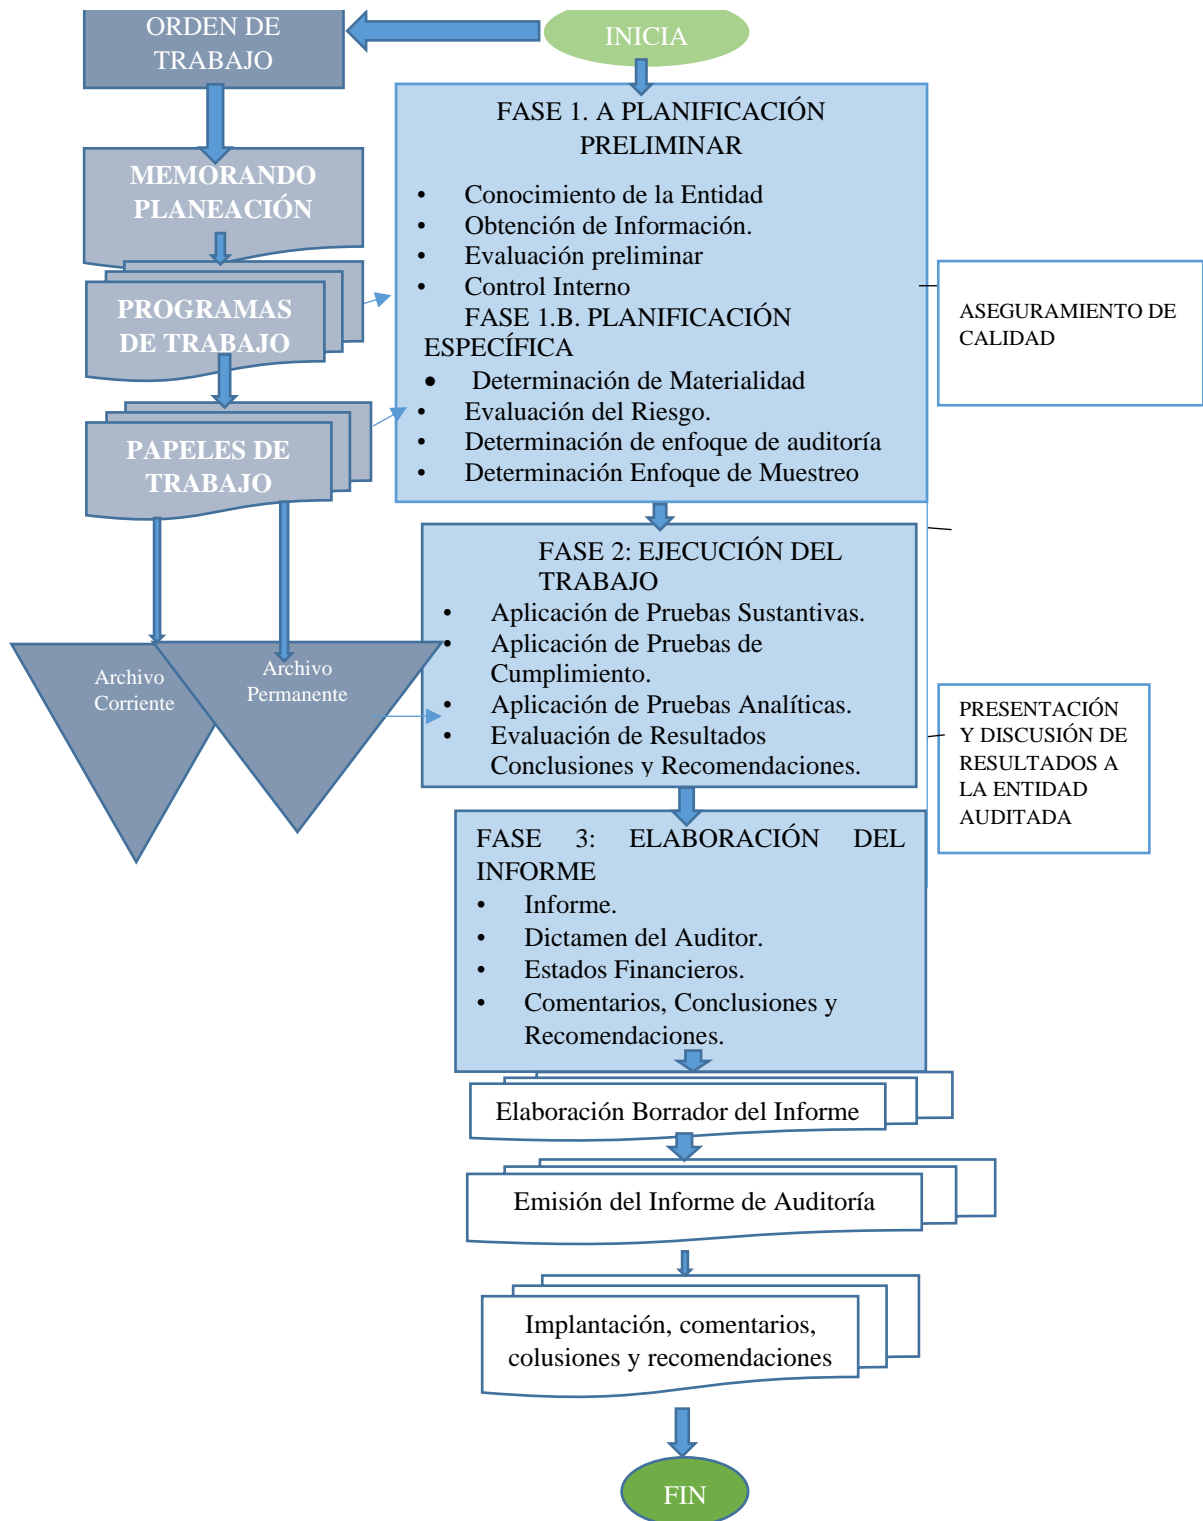 ORDEN DE
TRABAJO
INICIA
MEMORANDO
PLANEACIÓN
PROGRAMAS
DE TRABAJO
PAPELES DE
TRABAJO
Archivo
Corriente
Archivo
Permanente
FASE 1. A PLANIFICACIÓN
PRELIMINAR
• Conocimiento de la Entidad
• Obtención de Información.
• Evaluación preliminar
• Control Interno
FASE 1.B. PLANIFICACIÓN
ESPECÍFICA
• Determinación de Materialidad
• Evaluación del Riesgo.
• Determinación de enfoque de auditoría
• Determinación Enfoque de Muestreo
ASEGURAMIENTO DE
CALIDAD
FASE 2: EJECUCIÓN DEL
TRABAJO
• Aplicación de Pruebas Sustantivas.
• Aplicación de Pruebas de
Cumplimiento.
• Aplicación de Pruebas Analíticas.
• Evaluación de Resultados
Conclusiones y Recomendaciones.
PRESENTACIÓN
Y DISCUSIÓN DE
RESULTADOS A
LA ENTIDAD
AUDITADA
FASE 3: ELABORACIÓN DEL
INFORME
• Informe.
• Dictamen del Auditor.
• Estados Financieros.
• Comentarios, Conclusiones y
Recomendaciones.
Elaboración Borrador del Informe
Emisión del Informe de Auditoría
Implantación, comentarios,
colusiones y recomendaciones
FIN